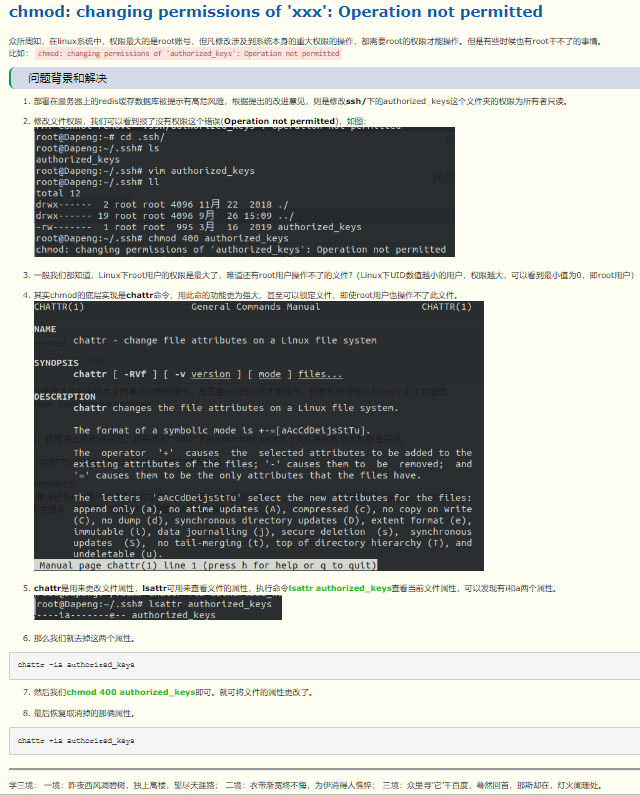 chmod: changing permissions of 'xxx': Operation not permitted
众所周知，在linux系统中，权限最大的是root账号，但凡修改涉及到系统本身的重大权限的操作，都需要root的权限才能操作。但是有些时候也有root干不了的事情。
比如： chmod: changing permissions of 'authorized_keys': Operation not permitted
问题背景和解决
1. 部署在服务器上的redis缓存数据库被提示有高危风险，根据提出的改进意见，则是修改ssh/下的authorized_keys这个文件夹的权限为所有者只读。
2. 修改文件权限，我们可以看到报了没有权限这个错误(Operation not permitted)，如图：
root@Dapeng:~# cd .ssh/
root@Dapeng:~/.ssh# ls
authorized_keys
root@Dapeng:~/.ssh# vim authorized_keys
root@Dapeng:~/.ssh# ll
total 12
drwx------  2 root root 4096 11月 22  2018 ./
drwx------ 19 root root 4096 9月  26 15:09 ../
-rw-------  1 root root  995 3月  16  2019 authorized_keys
root@Dapeng:~/.ssh# chmod 400 authorized_keys
chmod: changing permissions of 'authorized_keys': Operation not permitted
3. 一般我们都知道，Linux下root用户的权限是最大了，难道还有root用户操作不了的文件？(Linux下UID数值越小的用户，权限越大，可以看到最小值为0，即root用户)
4. 其实chmod的底层实现是chattr命令，用此命的功能更为强大，甚至可以锁定文件，即使root用户也操作不了此文件。
CHATTR(1) General Commands Manual CHATTR(1)
NAME
chattr - change file attributes on a Linux file system
SYNOPSIS
chattr [ -RVf ] [ -v version ] [ mode ] files...
DESCRIPTION
chattr changes the file attributes on a Linux file system.
The format of a symbolic mode is +-=[aAcCdDeijsStTu].
The operator '+' causes the selected attributes to be added to the
existing attributes of the files; '-' causes them to be removed; and
'=' causes them to be the only attributes that the files have.
The letters 'aAcCdDeijsStTu' select the new attributes for the files:
append only (a), no atime updates (A), compressed (c), no copy on write
(C), no dump (d), synchronous directory updates (D), extent format (e),
immutable (i), data journalling (j), secure deletion (s), synchronous
updates (S), no tail-merging (t), top of directory hierarchy (T), and
undeletable (u).
Manual page chattr(1) line 1 (press h for help or q to quit)
5. chattr是用来更改文件属性，lsattr可用来查看文件的属性，执行命令lsattr authorized_keys查看当前文件属性，可以发现有i和a两个属性。
root@Dapeng:~/.ssh# lsattr authorized_keys
----ia-------e-- authorized_keys
6. 那么我们就去掉这两个属性。
chattr -ia authorized_keys
7. 然后我们chmod 400 authorized_keys即可。就可将文件的属性更改了。
8. 最后恢复取消掉的那俩属性。
chattr +ia authorized_keys
学三境： 一境：昨夜西风凋碧树，独上高楼，望尽天涯路； 二境：衣带渐宽终不悔，为伊消得人憔悴； 三境：众里寻'它'千百度，蓦然回首，那斯却在，灯火阑珊处。